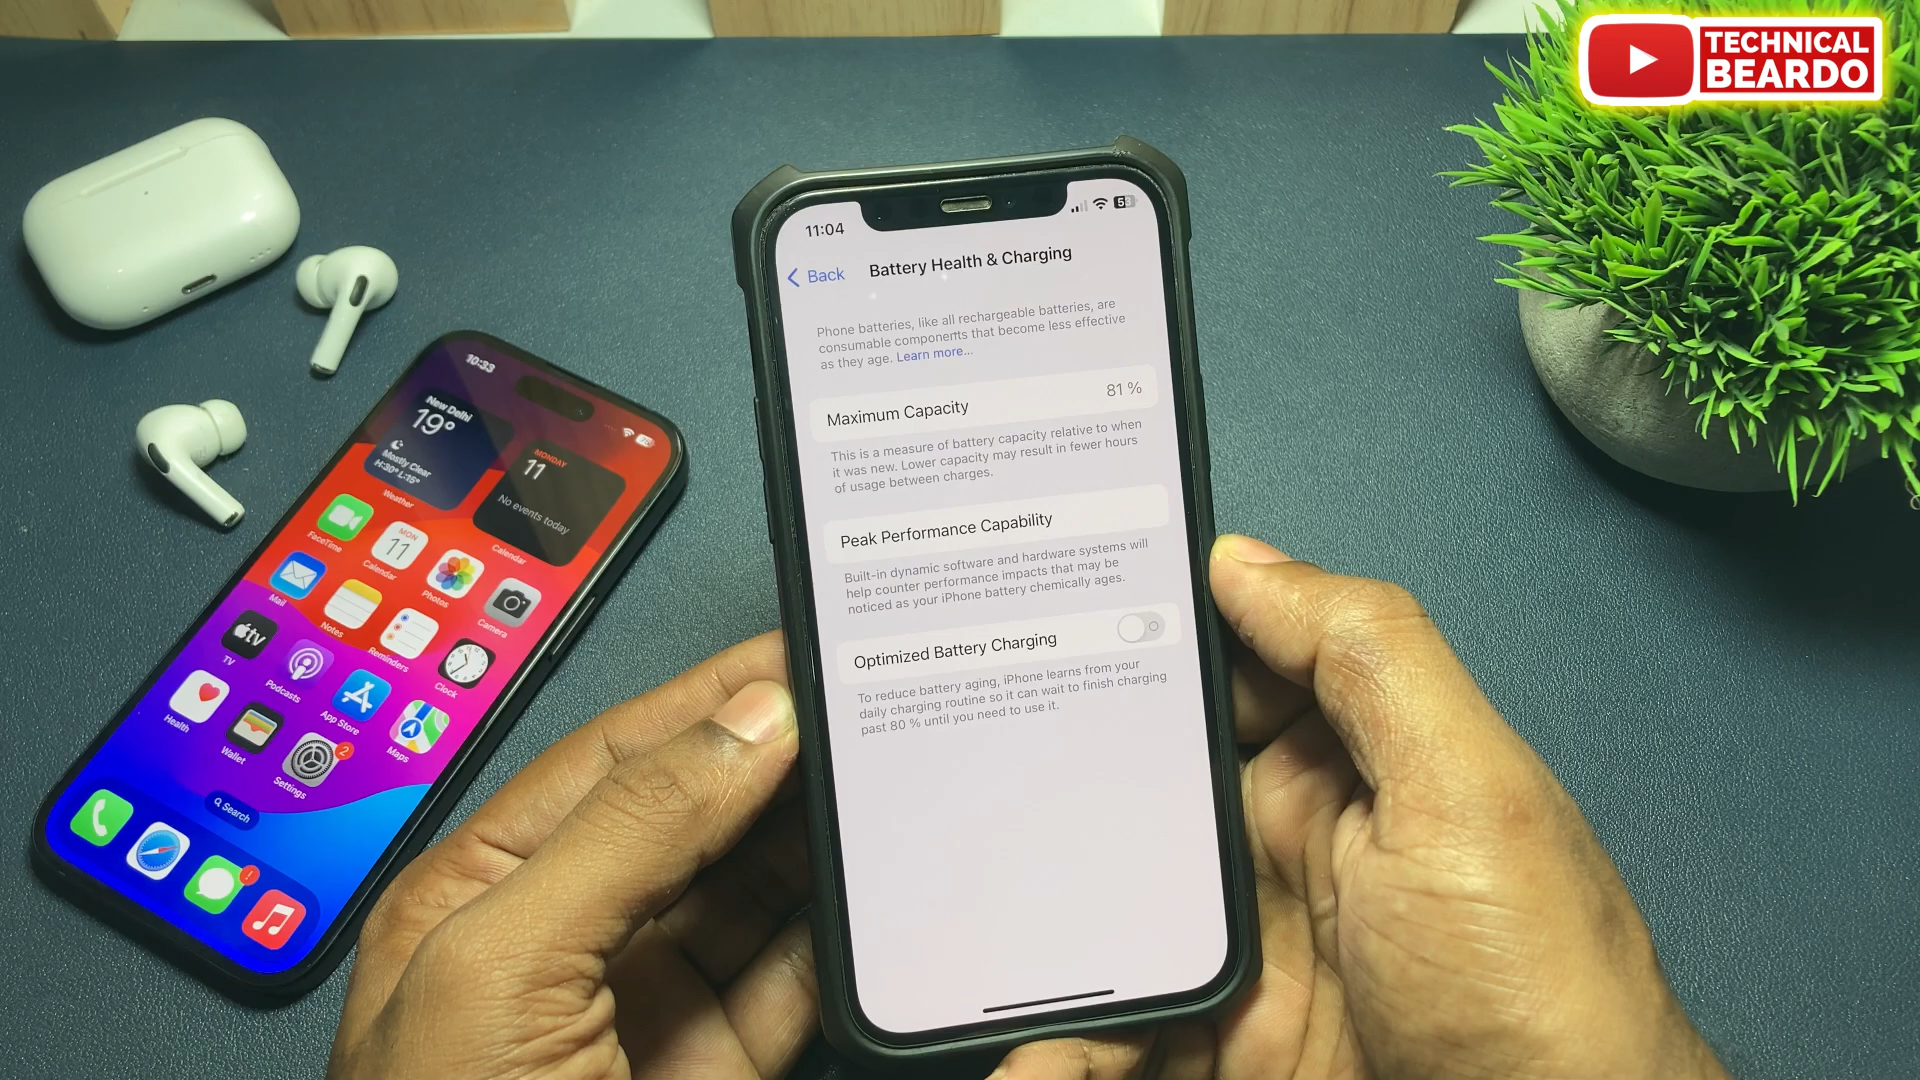 TECHNICAL
BEARDO
11:04
Back
Battery Health & Charging
Phone batteries, like all rechargeable batteries, are
consumable components that become less effective
as they age. Learn more...
Maximum Capacity
81 %
This is a measure of battery capacity relative to when
it was new. Lower capacity may result in fewer hours
of usage between charges.
Peak Performance Capability
Built-in dynamic software and hardware systems will
help counter performance impacts that may be
noticed as your iPhone battery chemically ages.
Optimized Battery Charging
To reduce battery aging, iPhone learns from your
daily charging routine so it can wait to finish charging
past 80 % until you need to use it.
10:33
New Delhi
19°
Mostly Clear
H:30° L:15°
Weather
MONDAY
11
No events today
Calendar
FaceTime
MON
11
Calendar
Photos
Camera
Mail
Notes
Reminders
Clock
tv
TV
Podcasts
App Store
Maps
Health
Wallet
2
Settings
Search
!